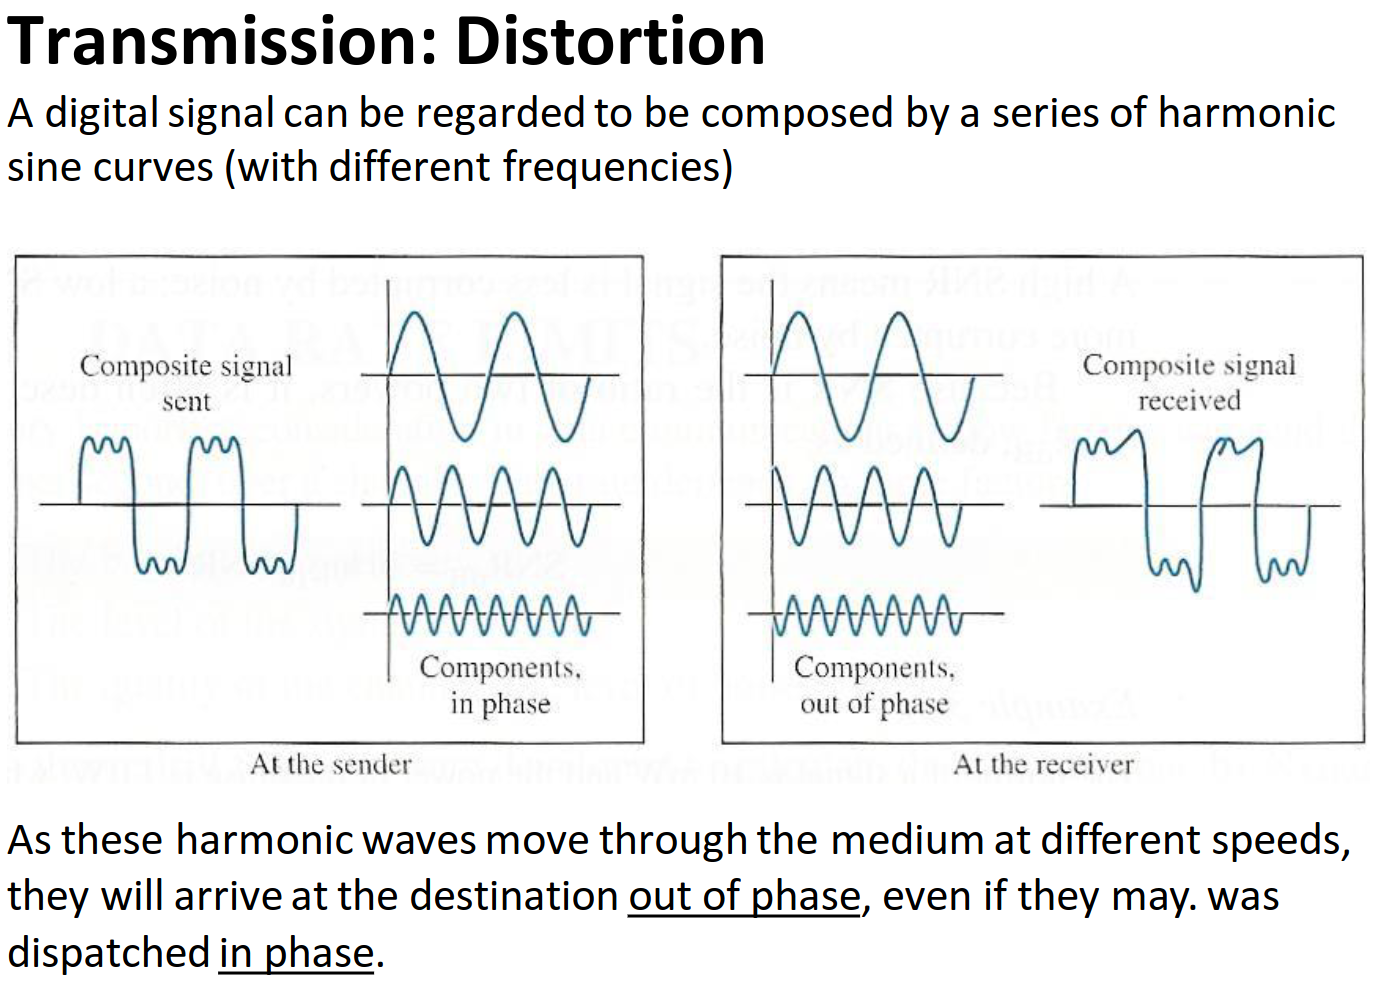 Transmission: Distortion
A digital signal can be regarded to be composed by a series of harmonic
sine curves (with different frequencies)
Composite signal
sent
Components,
in phase
At the sender
Components,
out of phase
Composite signal
received
At the receiver
As these harmonic waves move through the medium at different speeds,
they will arrive at the destination out of phase, even if they may. was
dispatched in phase.